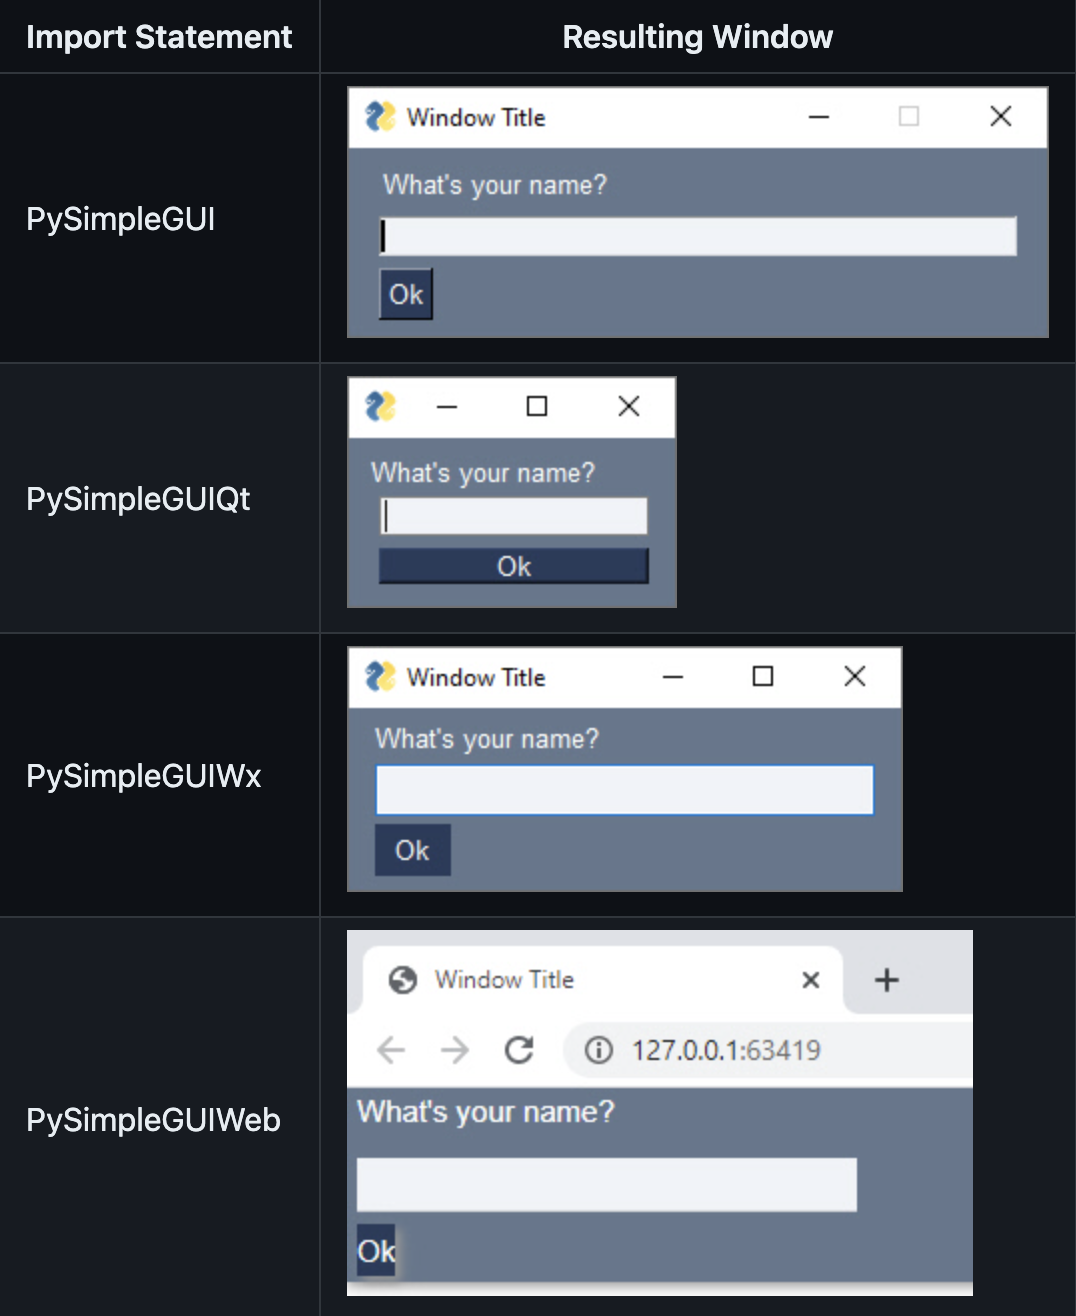 Import Statement
Resulting Window
PySimpleGUI
Window Title
What's your name?
Ok
PySimpleGUIQt
What's your name?
Ok
PySimpleGUIWx
Window Title
What's your name?
Ok
PySimpleGUIWeb
Window Title
127.0.0.1:63419
What's your name?
Ok